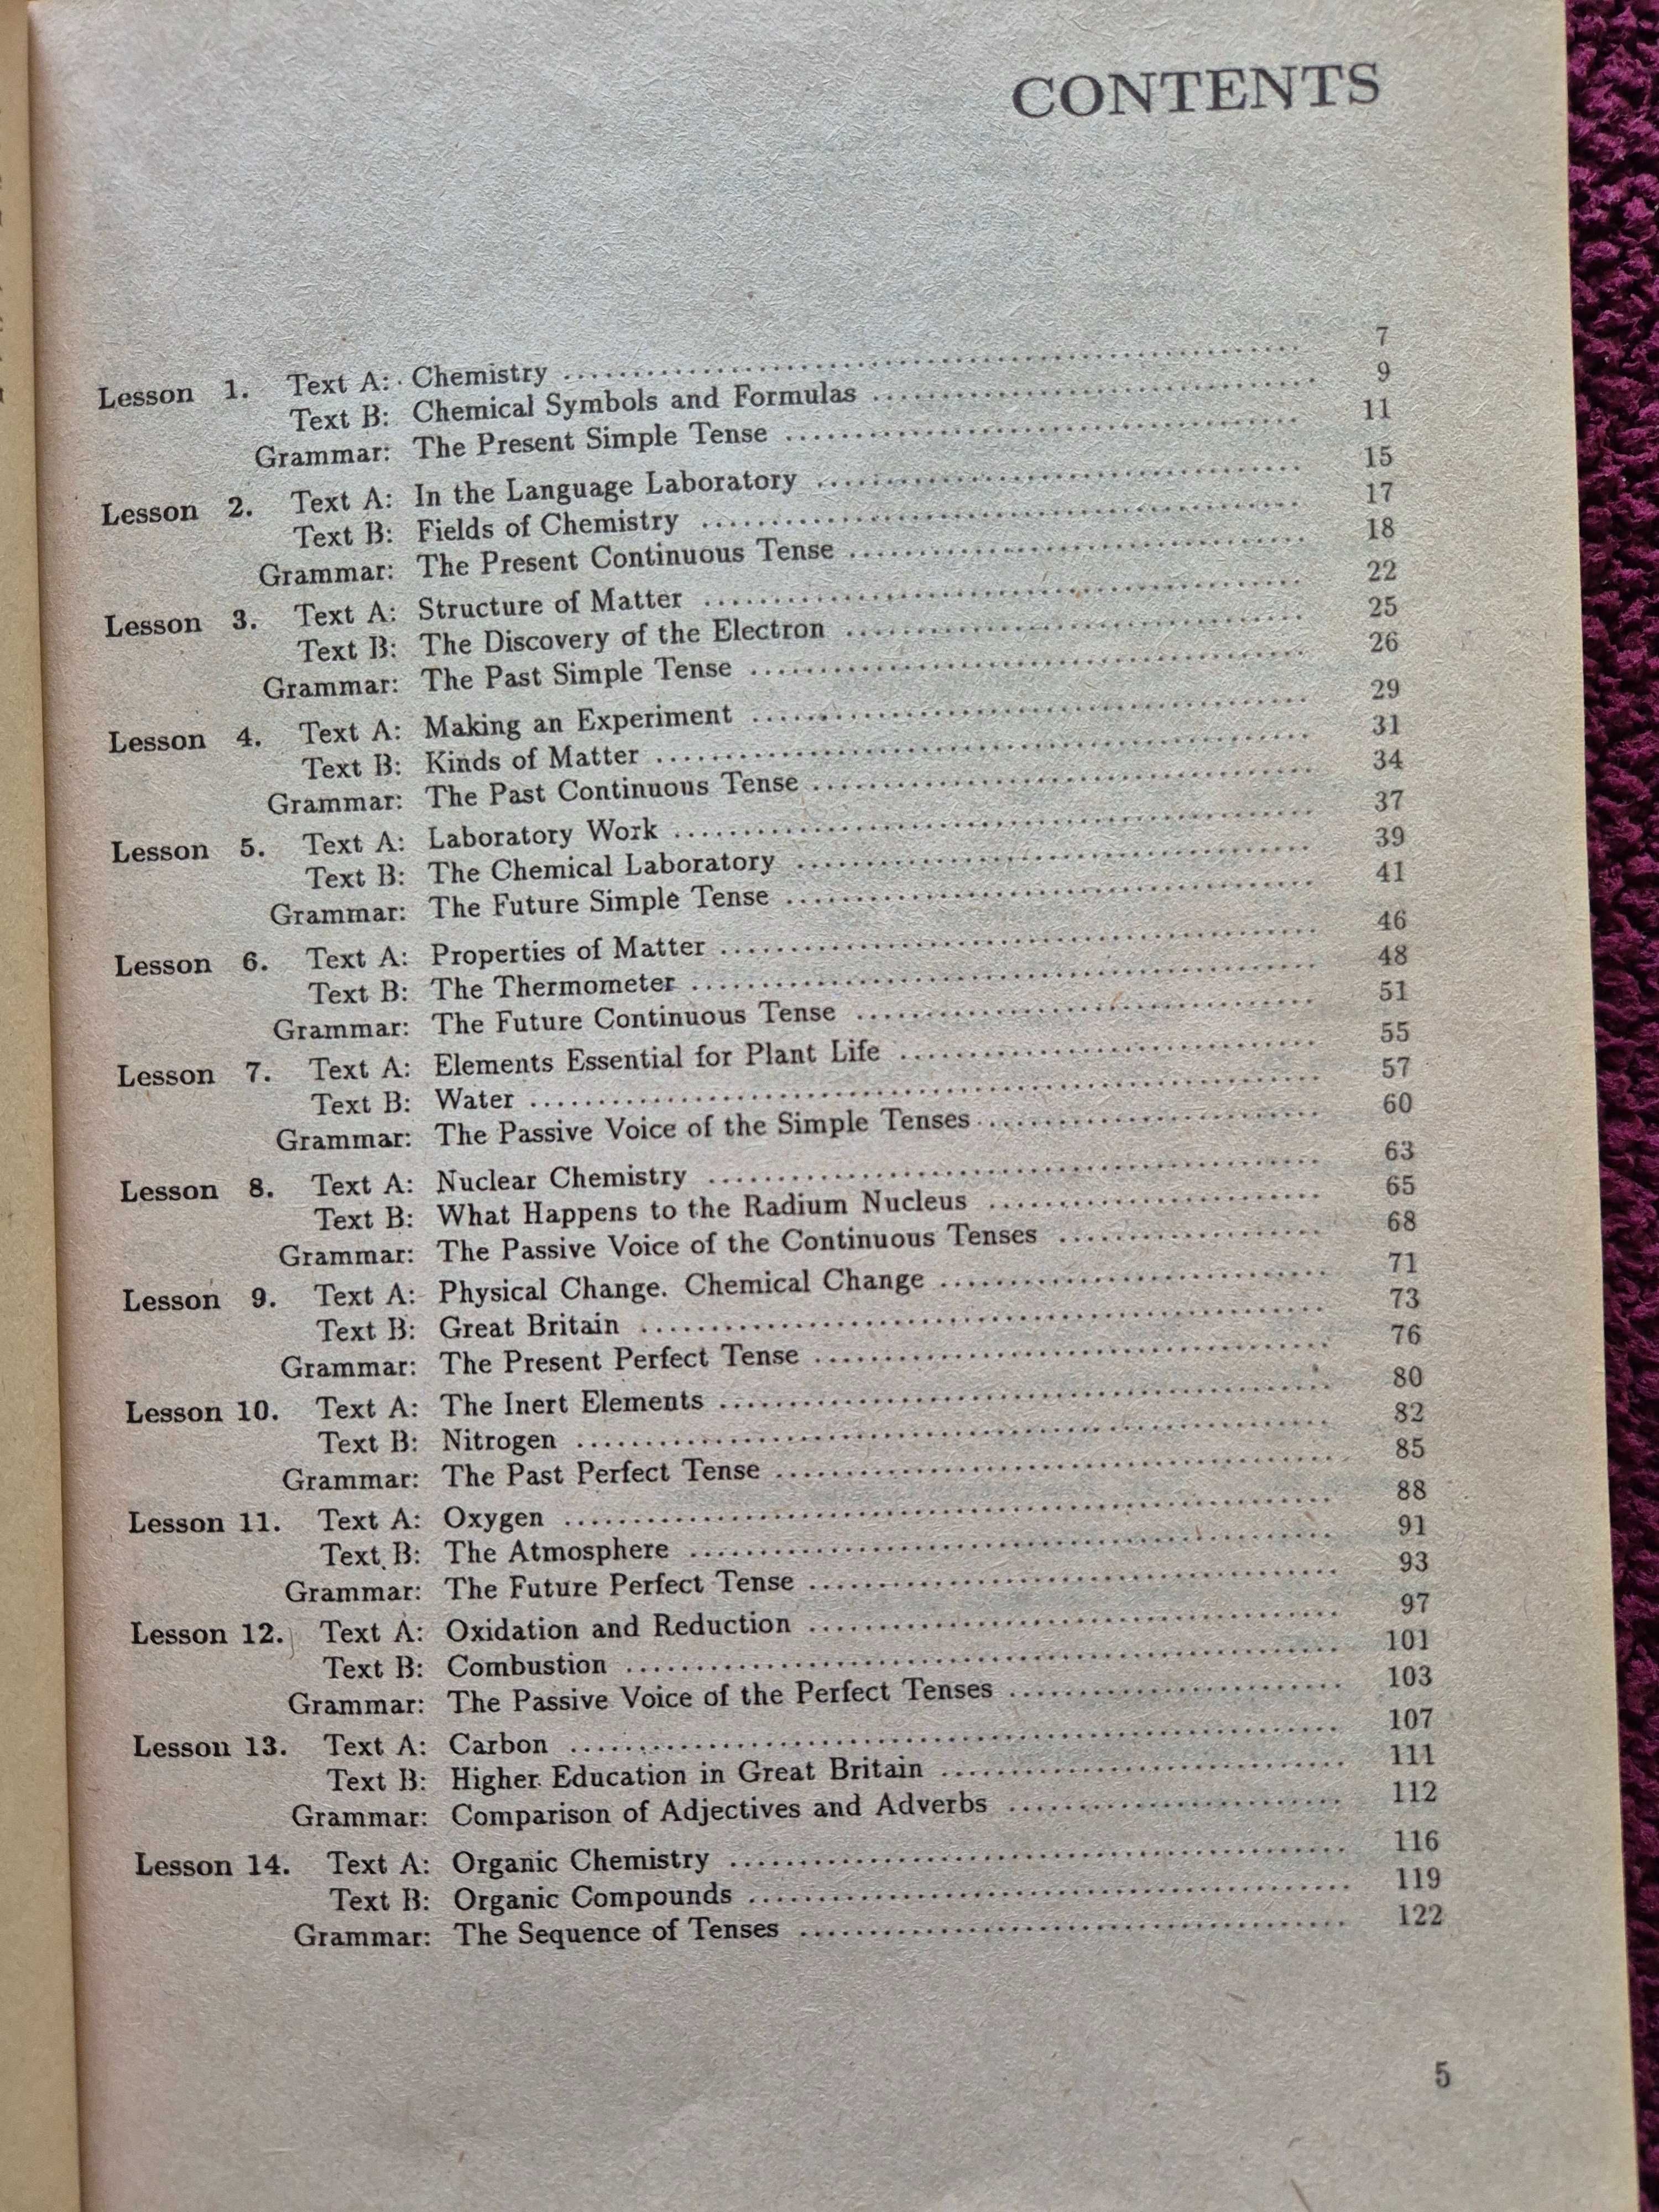 CONTENTS
Lesson 1. Text A: Chemistry ........ 7
Text B: Chemical Symbols and Formulas ........ 9
Grammar: The Present Simple Tense ........ 11
Lesson 2. Text A: In the Language Laboratory ........ 15
Text B: Fields of Chemistry ........ 17
Grammar: The Present Continuous Tense ........ 18
Lesson 3. Text A: Structure of Matter ........ 22
Text B: The Discovery of the Electron ........ 25
Grammar: The Past Simple Tense ........ 26
Lesson 4. Text A: Making an Experiment ........ 29
Text B: Kinds of Matter ........ 31
Grammar: The Past Continuous Tense ........ 34
Lesson 5. Text A: Laboratory Work ........ 37
Text B: The Chemical Laboratory ........ 39
Grammar: The Future Simple Tense ........ 41
Lesson 6. Text A: Properties of Matter ........ 46
Text B: The Thermometer ........ 48
Grammar: The Future Continuous Tense ........ 51
Lesson 7. Text A: Elements Essential for Plant Life ........ 55
Text B: Water ........ 57
Grammar: The Passive Voice of the Simple Tenses ........ 60
Lesson 8. Text A: Nuclear Chemistry ........ 63
Text B: What Happens to the Radium Nucleus ........ 65
Grammar: The Passive Voice of the Continuous Tenses ........ 68
Lesson 9. Text A: Physical Change. Chemical Change ........ 71
Text B: Great Britain ........ 73
Grammar: The Present Perfect Tense ........ 76
Lesson 10. Text A: The Inert Elements ........ 80
Text B: Nitrogen ........ 82
Grammar: The Past Perfect Tense ........ 85
Lesson 11. Text A: Oxygen ........ 88
Text B: The Atmosphere ........ 91
Grammar: The Future Perfect Tense ........ 93
Lesson 12. Text A: Oxidation and Reduction ........ 97
Text B: Combustion ........ 101
Grammar: The Passive Voice of the Perfect Tenses ........ 103
Lesson 13. Text A: Carbon ........ 107
Text B: Higher Education in Great Britain ........ 111
Grammar: Comparison of Adjectives and Adverbs ........ 112
Lesson 14. Text A: Organic Chemistry ........ 116
Text B: Organic Compounds ........ 119
Grammar: The Sequence of Tenses ........ 122
5